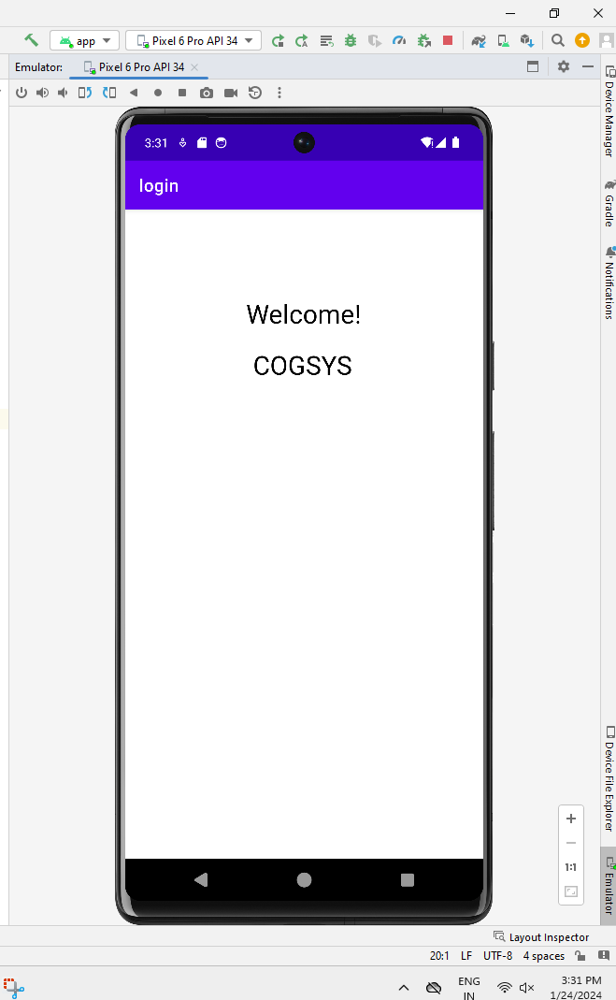 app
Pixel 6 Pro API 34
Emulator:
Pixel 6 Pro API 34
3:31
login
Welcome!
COGSYS
Device Manager
Gradle
Notifications
Device File Explorer
Emulator
1:1
Layout Inspector
20:1 LF UTF-8 4 spaces
ENG
IN
3:31 PM
1/24/2024